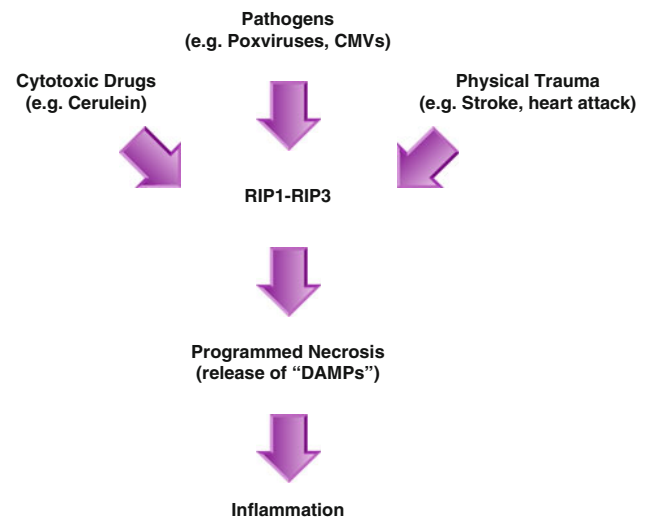 Pathogens
(e.g. Poxviruses, CMVs)
Cytotoxic Drugs
(e.g. Cerulein)
Physical Trauma
(e.g. Stroke, heart attack)
RIP1-RIP3
Programmed Necrosis
(release of “DAMPs”)
Inflammation